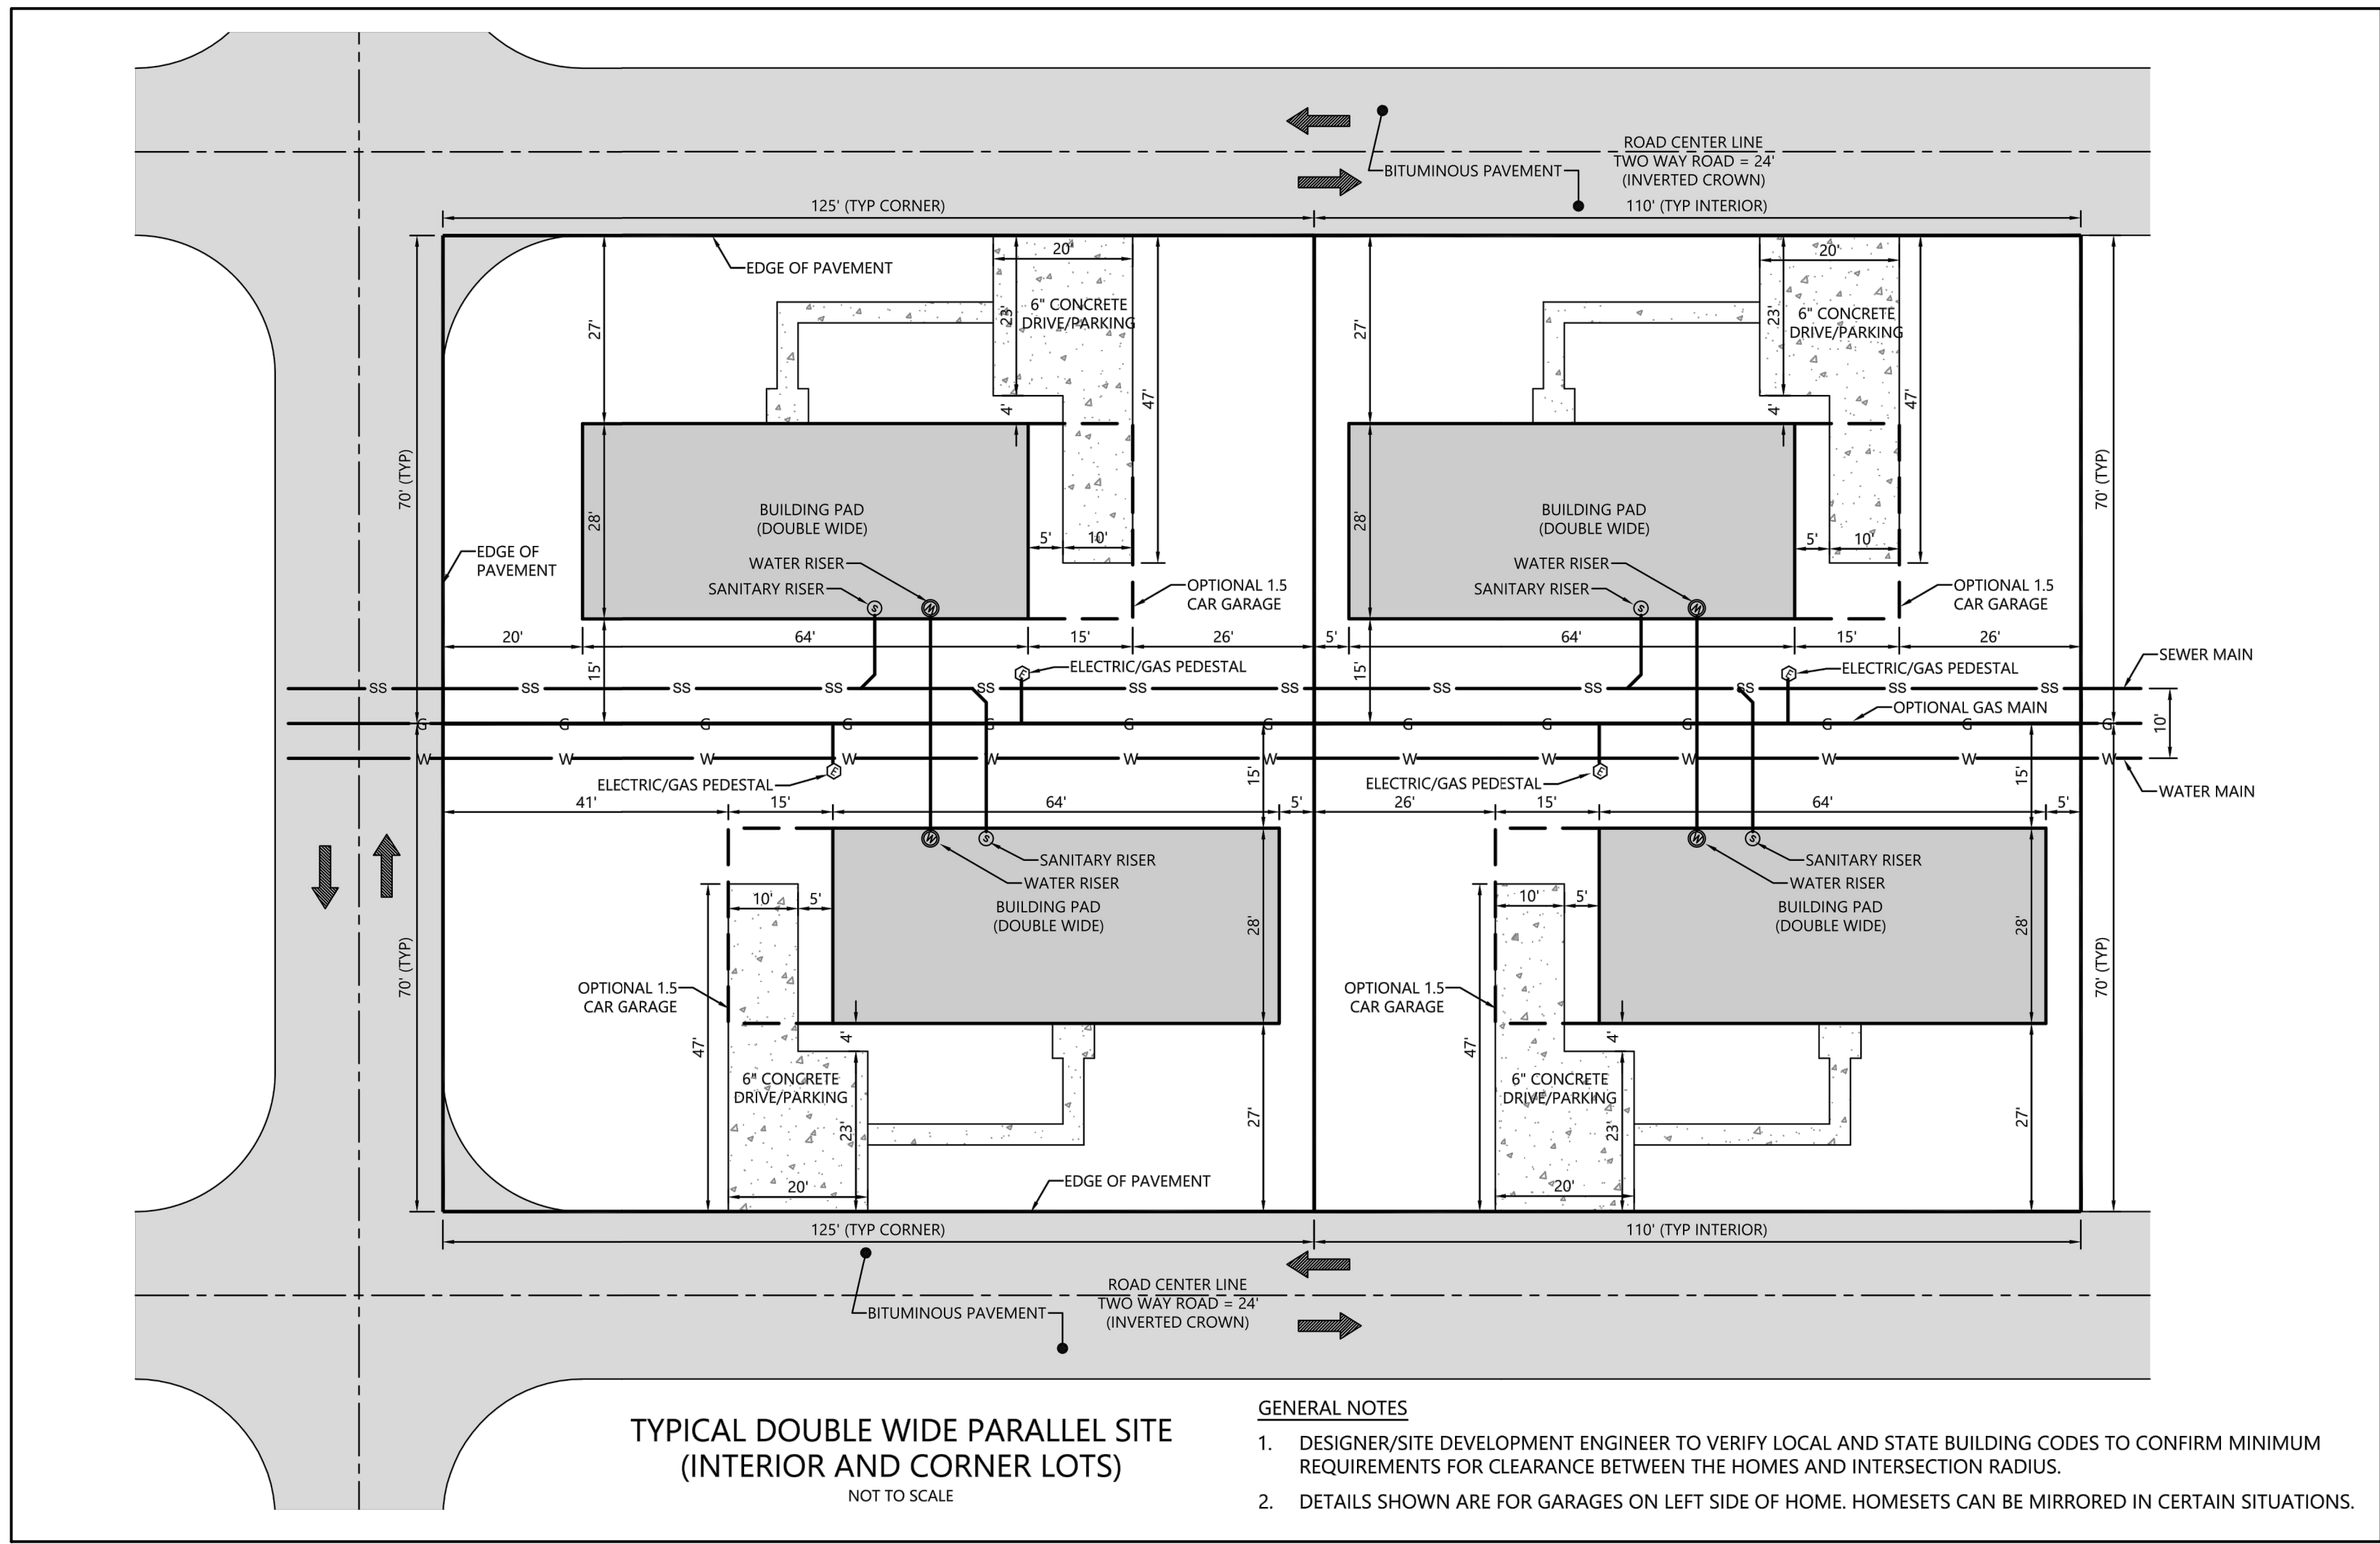 ROAD CENTER LINE
TWO WAY ROAD = 24'
(INVERTED CROWN)
BITUMINOUS PAVEMENT
125' (TYP CORNER)
110' (TYP INTERIOR)
EDGE OF PAVEMENT
20'
20'
27'
23'
6" CONCRETE
DRIVE/PARKING
47'
4'
27'
23'
6" CONCRETE
DRIVE/PARKING
47'
4'
70' (TYP)
70' (TYP)
28'
BUILDING PAD
(DOUBLE WIDE)
5'
10'
28'
BUILDING PAD
(DOUBLE WIDE)
5'
10'
EDGE OF
PAVEMENT
WATER RISER
SANITARY RISER
S
W
OPTIONAL 1.5
CAR GARAGE
WATER RISER
SANITARY RISER
S
W
OPTIONAL 1.5
CAR GARAGE
20'
64'
15'
26'
5'
64'
15'
26'
15'
E
ELECTRIC/GAS PEDESTAL
15'
E
ELECTRIC/GAS PEDESTAL
SEWER MAIN
SS SS SS SS SS SS SS SS SS SS SS SS
OPTIONAL GAS MAIN
10'
G G G G G G G G G G G G G
W W W W W W W W W W W W W
ELECTRIC/GAS PEDESTAL
E
15'
ELECTRIC/GAS PEDESTAL
E
15'
WATER MAIN
41'
15'
64'
5'
26'
15'
64'
5'
W
S
SANITARY RISER
WATER RISER
W
S
SANITARY RISER
WATER RISER
10'
5'
BUILDING PAD
(DOUBLE WIDE)
28'
10'
5'
BUILDING PAD
(DOUBLE WIDE)
28'
70' (TYP)
70' (TYP)
OPTIONAL 1.5
CAR GARAGE
OPTIONAL 1.5
CAR GARAGE
47'
4'
47'
4'
6" CONCRETE
DRIVE/PARKING
23'
27'
6" CONCRETE
DRIVE/PARKING
23'
27'
20'
EDGE OF PAVEMENT
20'
125' (TYP CORNER)
110' (TYP INTERIOR)
BITUMINOUS PAVEMENT
ROAD CENTER LINE
TWO WAY ROAD = 24'
(INVERTED CROWN)
TYPICAL DOUBLE WIDE PARALLEL SITE
(INTERIOR AND CORNER LOTS)
NOT TO SCALE
GENERAL NOTES
1. DESIGNER/SITE DEVELOPMENT ENGINEER TO VERIFY LOCAL AND STATE BUILDING CODES TO CONFIRM MINIMUM
REQUIREMENTS FOR CLEARANCE BETWEEN THE HOMES AND INTERSECTION RADIUS.
2. DETAILS SHOWN ARE FOR GARAGES ON LEFT SIDE OF HOME. HOMESETS CAN BE MIRRORED IN CERTAIN SITUATIONS.